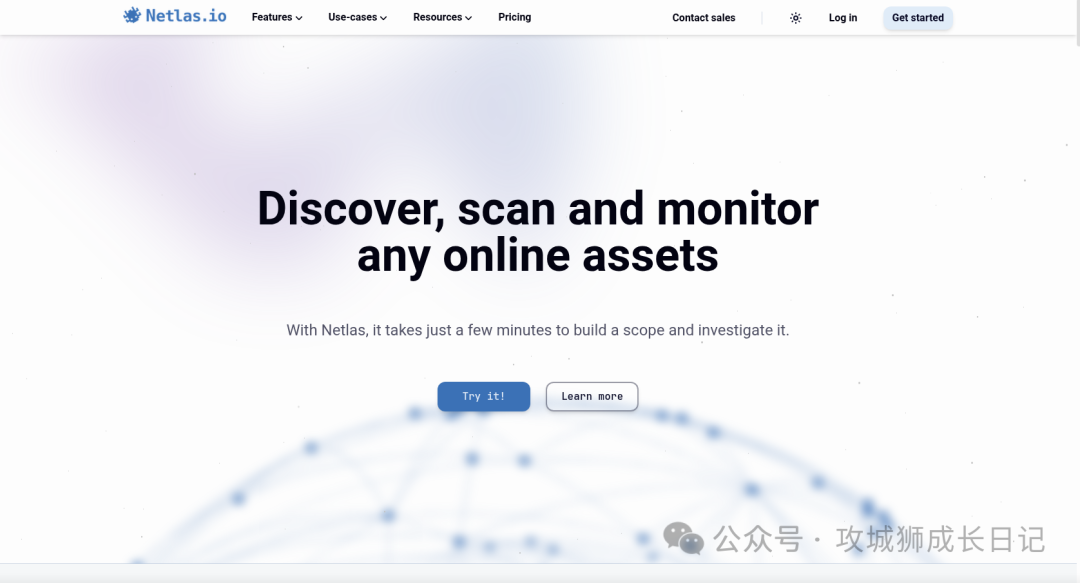 Netlas.io Features Use-cases Resources Pricing Contact sales Log in Get started
Discover, scan and monitor
any online assets
With Netlas, it takes just a few minutes to build a scope and investigate it.
Try it! Learn more
公众号 · 攻城狮成长日记